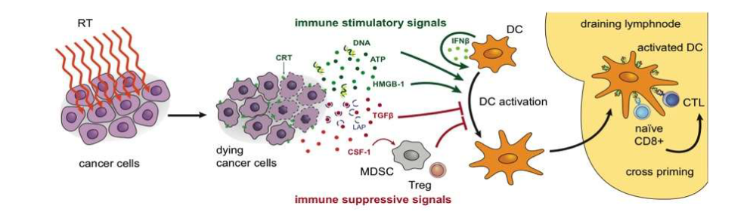 RT
cancer cells
CRT
dying
cancer cells
immune stimulatory signals
DNA
ATP
HMGB-1
TGFβ
LAP
CSF-1
MDSC
Treg
immune suppressive signals
IFNβ
DC
DC activation
draining lymphnode
activated DC
CTL
naïve
CD8+
cross priming